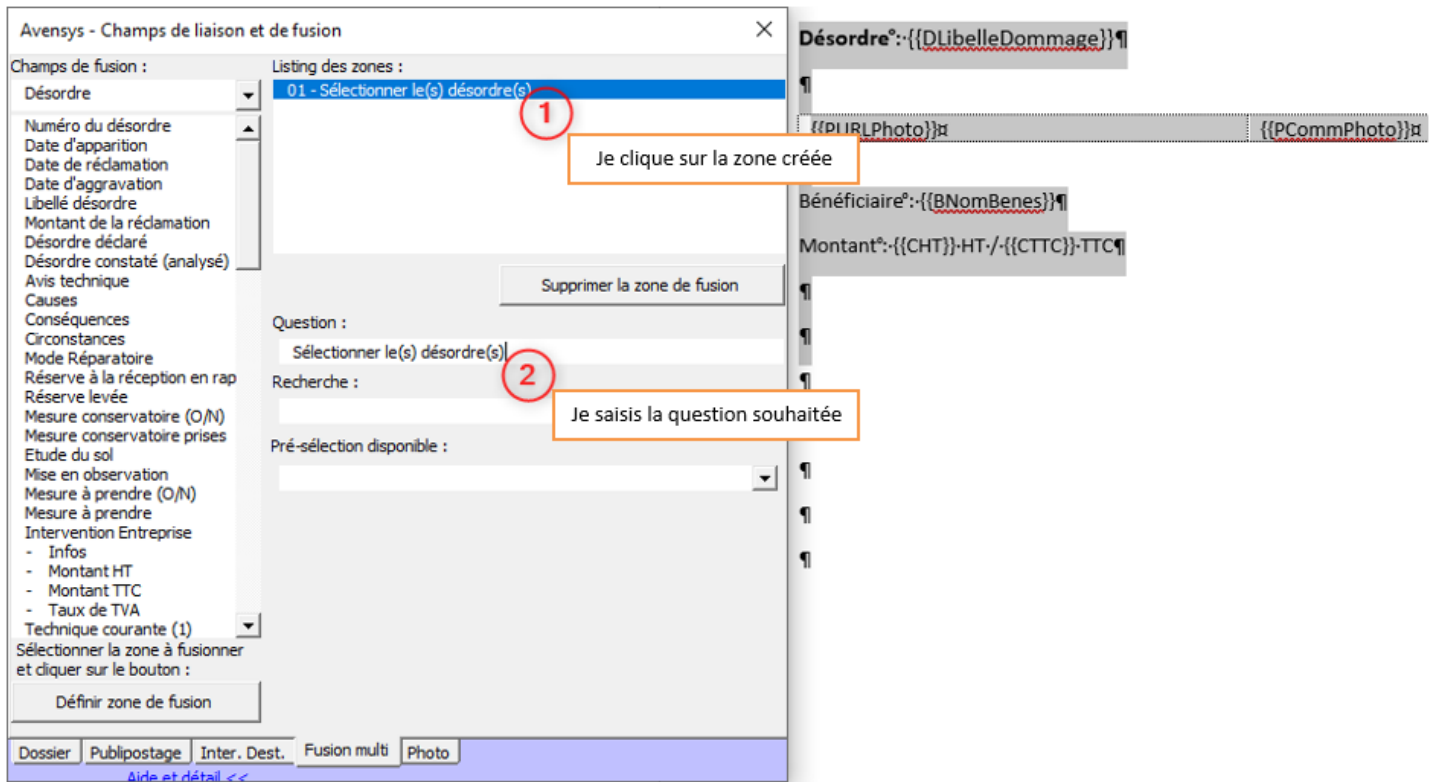 Avensys - Champs de liaison et de fusion
Champs de fusion :
Désordre
Numéro du désordre
Date d'apparition
Date de réclamation
Date d'aggravation
Libellé désordre
Montant de la réclamation
Désordre déclaré
Désordre constaté (analysé)
Avis technique
Causes
Conséquences
Circonstances
Mode Réparatoire
Réserve à la réception en rap
Réserve levée
Mesure conservatoire (O/N)
Mesure conservatoire prises
Etude du sol
Mise en observation
Mesure à prendre (O/N)
Mesure à prendre
Intervention Entreprise
- Infos
- Montant HT
- Montant TTC
- Taux de TVA
Technique courante (1)
Sélectionner la zone à fusionner
et cliquer sur le bouton :
Définir zone de fusion
Listing des zones :
01 - Sélectionner le(s) désordre(s)
1
Je clique sur la zone créée
Supprimer la zone de fusion
Question :
Sélectionner le(s) désordre(s)
2
Recherche :
Je saisis la question souhaitée
Pré-sélection disponible :
Dossier Publipostage Inter. Dest. Fusion multi Photo
Aide et détail <<
Désordre°:·{{DLibelleDommage}}¶
¶
{{PURLPhoto}}¤ {{PCommPhoto}}¤
Bénéficiaire°:·{{BNomBenes}}¶
Montant°:·{{CHT}}·HT·/·{{CTTC}}·TTC¶
¶
¶
¶
¶
¶
¶